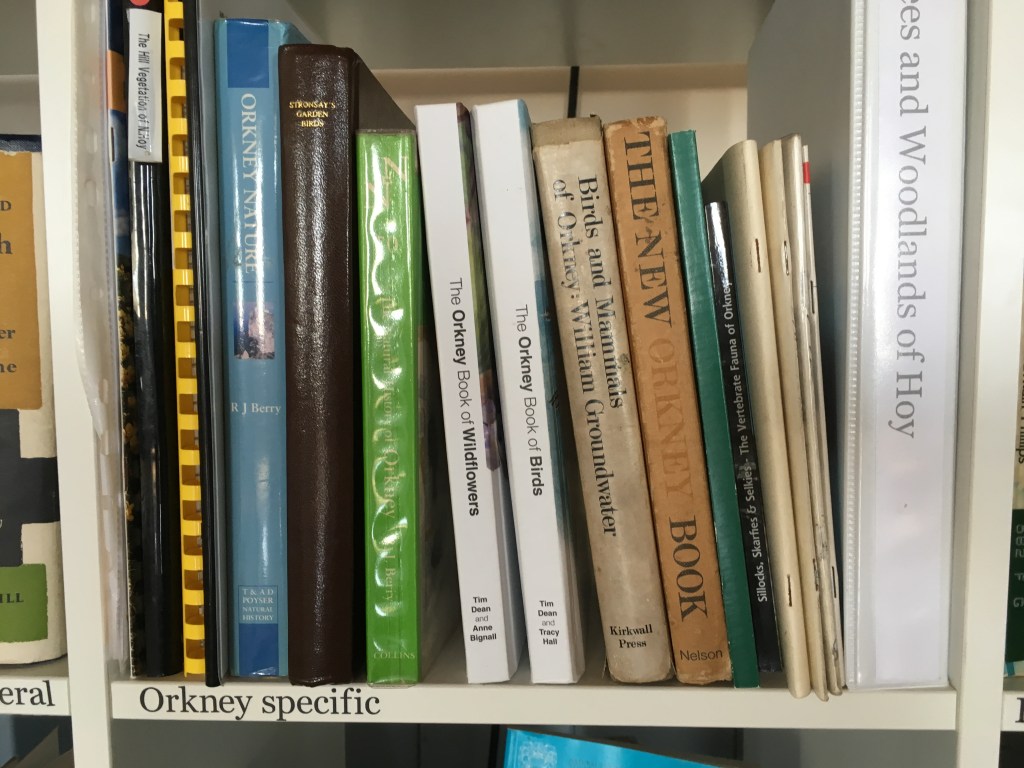 The Hill Vegetation of
ORKNEY NATURE
R J Berry
T & A D
POYSER
NATURAL
HISTORY
STRONSAY'S
GARDEN
BIRDS
of Orkney
Berry
COLLINS
The Orkney Book of Wildflowers
Tim
Dean
and
Anne
Bignall
The Orkney Book of Birds
Tim
Dean
and
Tracy
Hall
Birds and Mammals
of Orkney: William Groundwater
Kirkwall
Press
THE NEW ORKNEY BOOK
Nelson
Sillocks, Skarfies & Selkies - The Vertebrate Fauna of Orkney
ees and Woodlands of Hoy
eral
Orkney specific